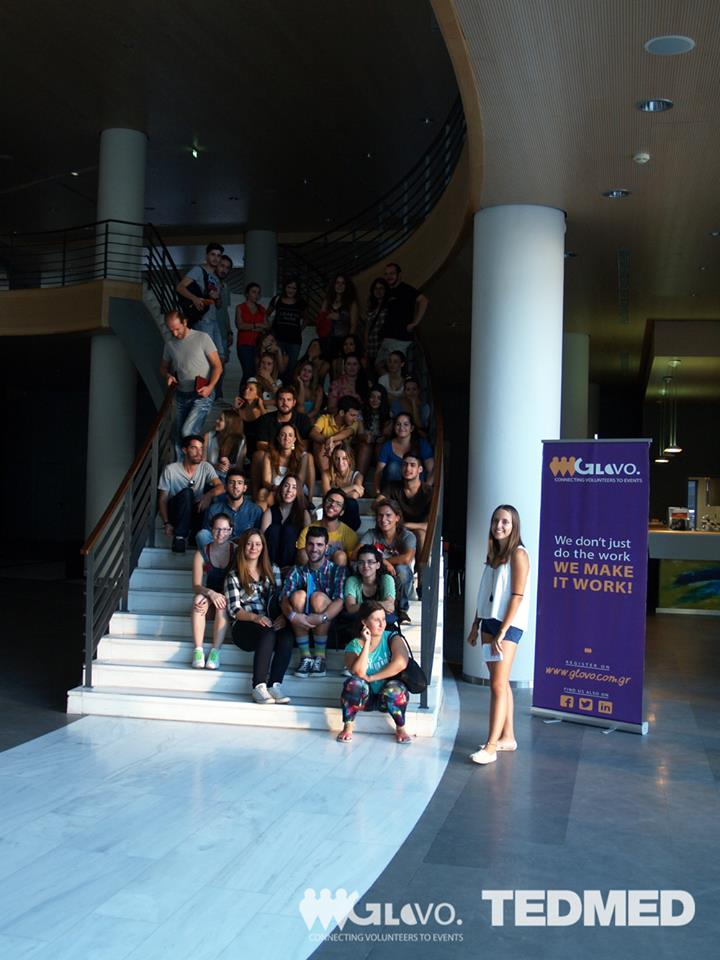 GLOVO.
CONNECTING VOLUNTEERS TO EVENTS
We don't just
do the work
WE MAKE
IT WORK!
REGISTER ON
www.glovo.com.gr
FIND US ALSO ON
GLOVO.
CONNECTING VOLUNTEERS TO EVENTS
TEDMED